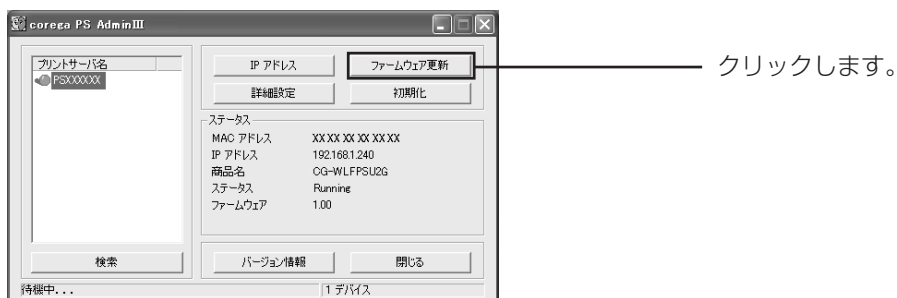 corega PS AdminⅢ
プリントサーバ名
PSXXXXXX
検索
IP アドレス
ファームウェア更新
詳細設定
初期化
ステータス
MAC アドレス XX XX XX XX XX XX
IP アドレス 192.168.1.240
商品名 CG-WLFPSU2G
ステータス Running
ファームウェア 1.00
バージョン情報
閉じる
待機中... 1 デバイス
クリックします。